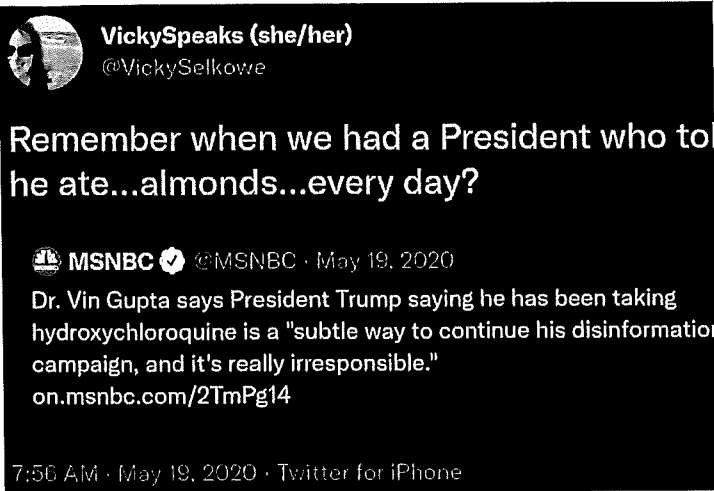 VickySpeaks (she/her)
@VickySelkowe
Remember when we had a President who
he ate...almonds...every day?
MSNBC @MSNBC · May 19, 2020
Dr. Vin Gupta says President Trump saying he has been taking
hydroxychloroquine is a "subtle way to continue his
campaign, and it's really irresponsible."
on.msnbc.com/2TmPg14
7:56 AM · May 19, 2020 · Twitter for iPhone